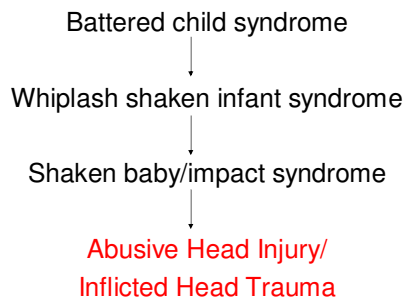 Battered child syndrome
Whiplash shaken infant syndrome
Shaken baby/impact syndrome
Abusive Head Injury/
Inflicted Head Trauma